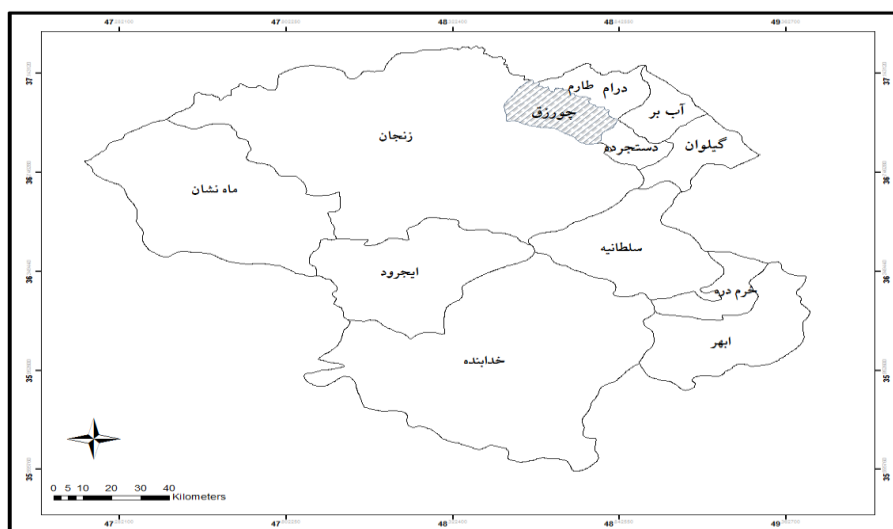 47 47 48 48 49
37
36
36
35
35
درام
طارم
چورزق
آب بر
گیلوان
دستجرده
زنجان
ماه نشان
سلطانیه
ایجرود
خرم دره
ابهر
خدابنده
0 5 10 20 30 40
Kilometers
37
36
36
35
35
47 47 48 48 49